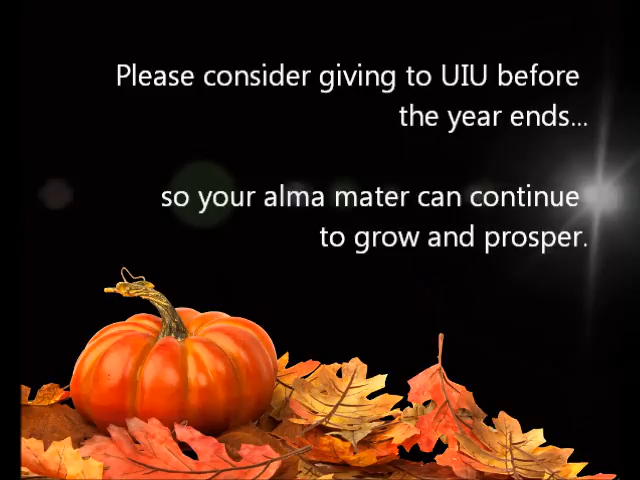 Please consider giving to UIU before
the year ends...
so your alma mater can continue
to grow and prosper.